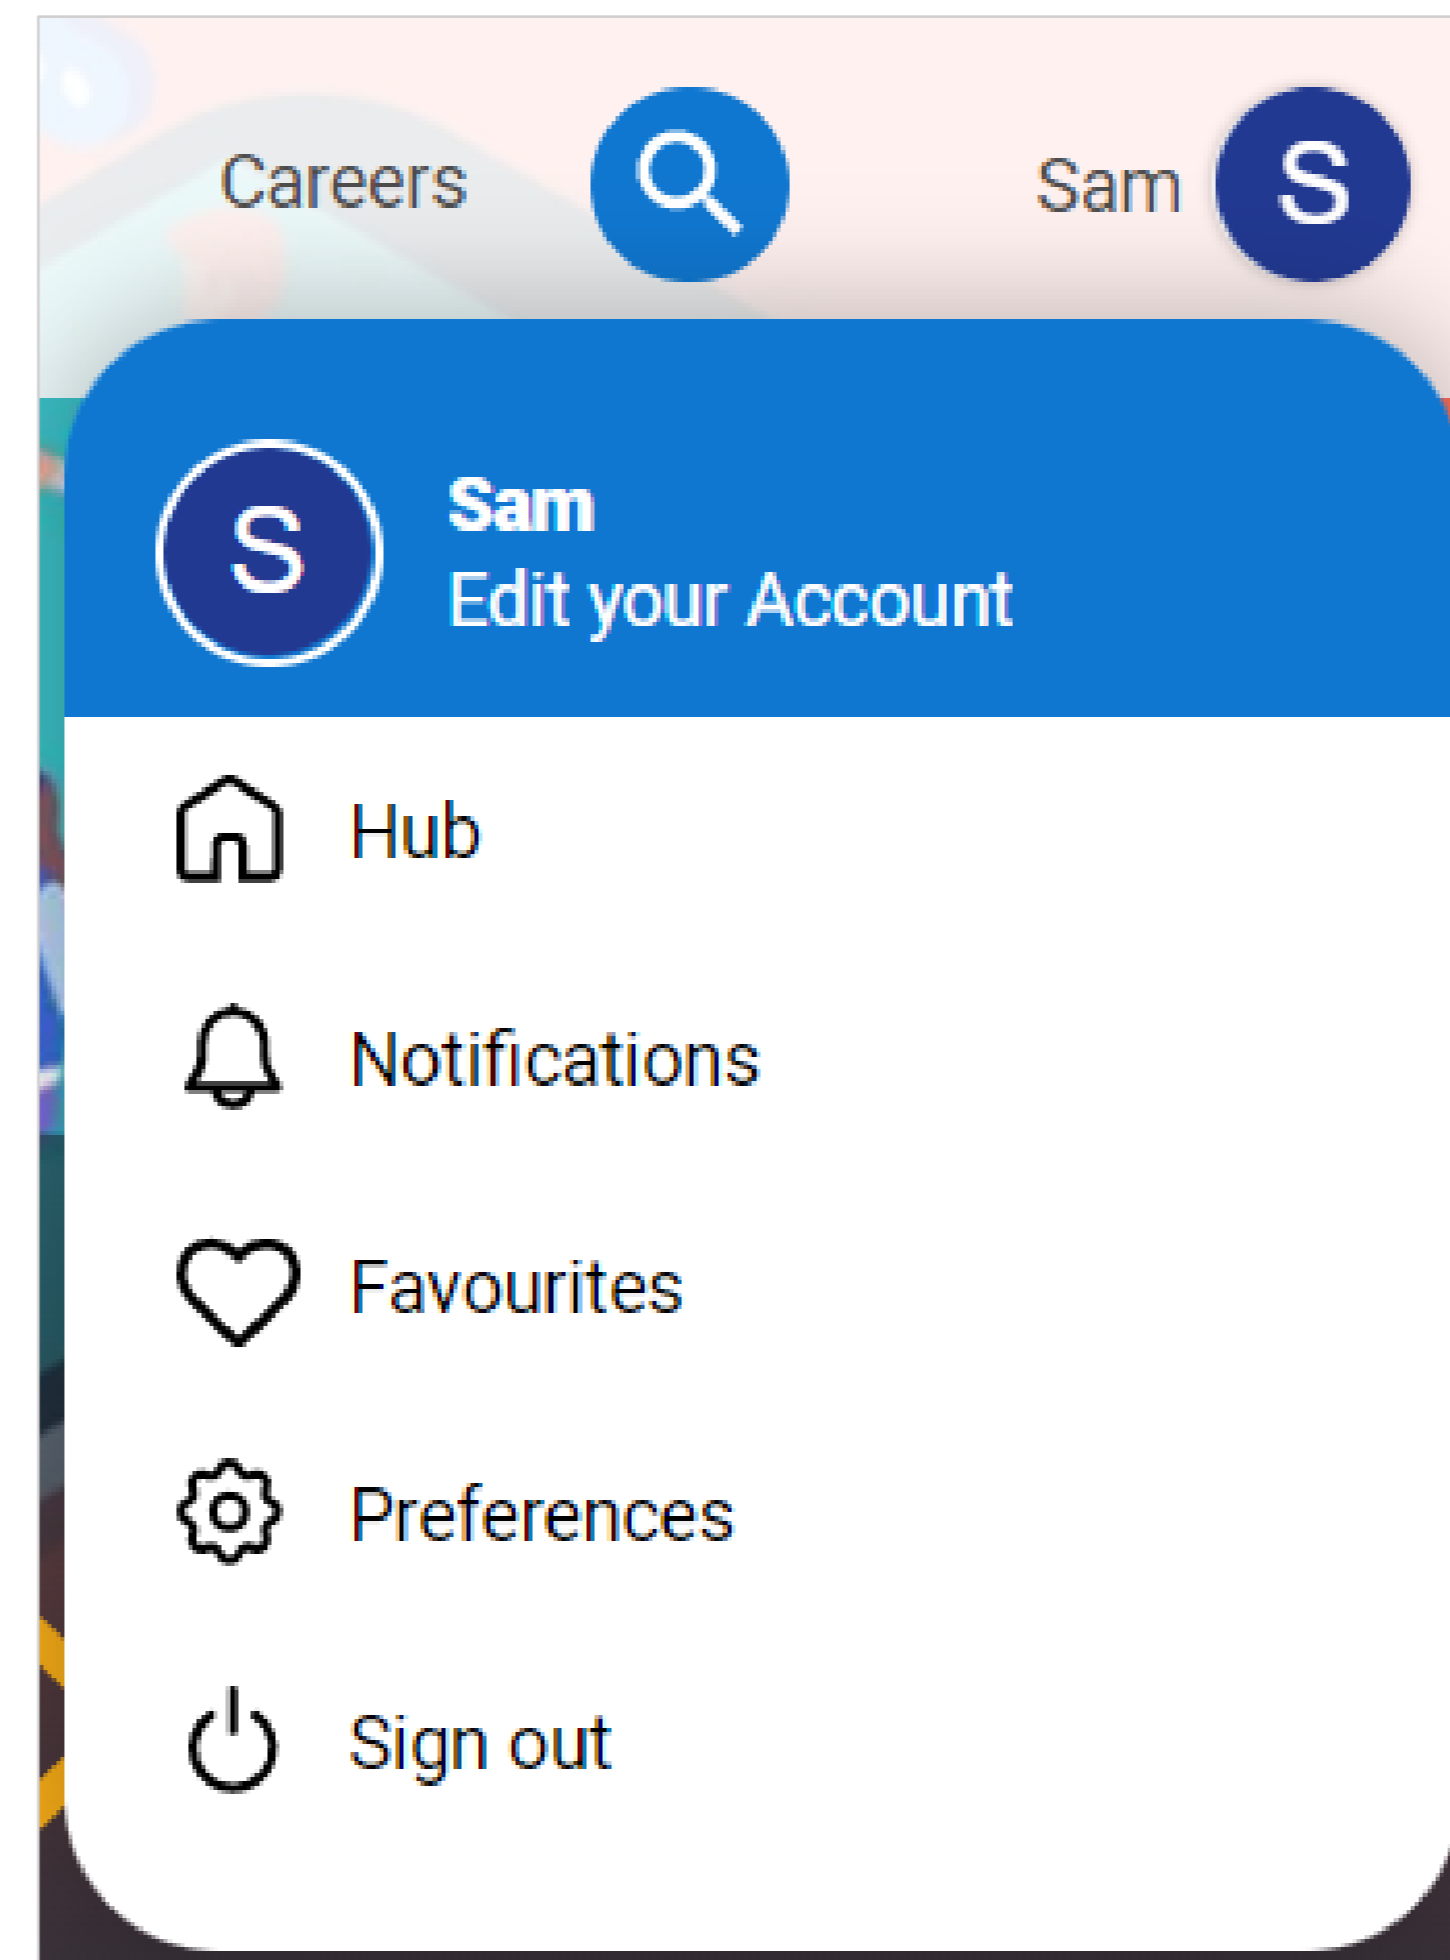 Careers
Sam S
S
Sam
Edit your Account
Hub
Notifications
Favourites
Preferences
Sign out